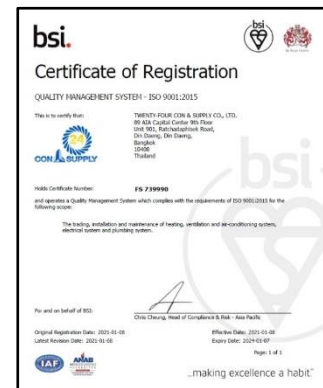 bsi.
bsi
Certificate of Registration
QUALITY MANAGEMENT SYSTEM - ISO 9001:2015
This is to certify that:
TWENTY-FOUR CON & SUPPLY CO., LTD.
89 AIA Capital Center 9th Floor
Unit 901, Ratchadaphisek Road,
Din Daeng, Din Daeng,
Bangkok
10400
Thailand
24
CON & SUPPLY
Holds Certificate Number:
FS 739990
and operates a Quality Management System which complies with the requirements of ISO 9001:2015 for the
following scope:
The trading, installation and maintenance of heating, ventilation and air-conditioning system,
electrical system and plumbing system.
bsi
For and on behalf of BSI:
Chris Cheung, Head of Compliance & Risk - Asia Pacific
Original Registration Date: 2021-01-08
Effective Date: 2021-01-08
Latest Revision Date: 2021-01-08
Expiry Date: 2024-01-07
Page: 1 of 1
IAF
ANAB
...making excellence a habit.